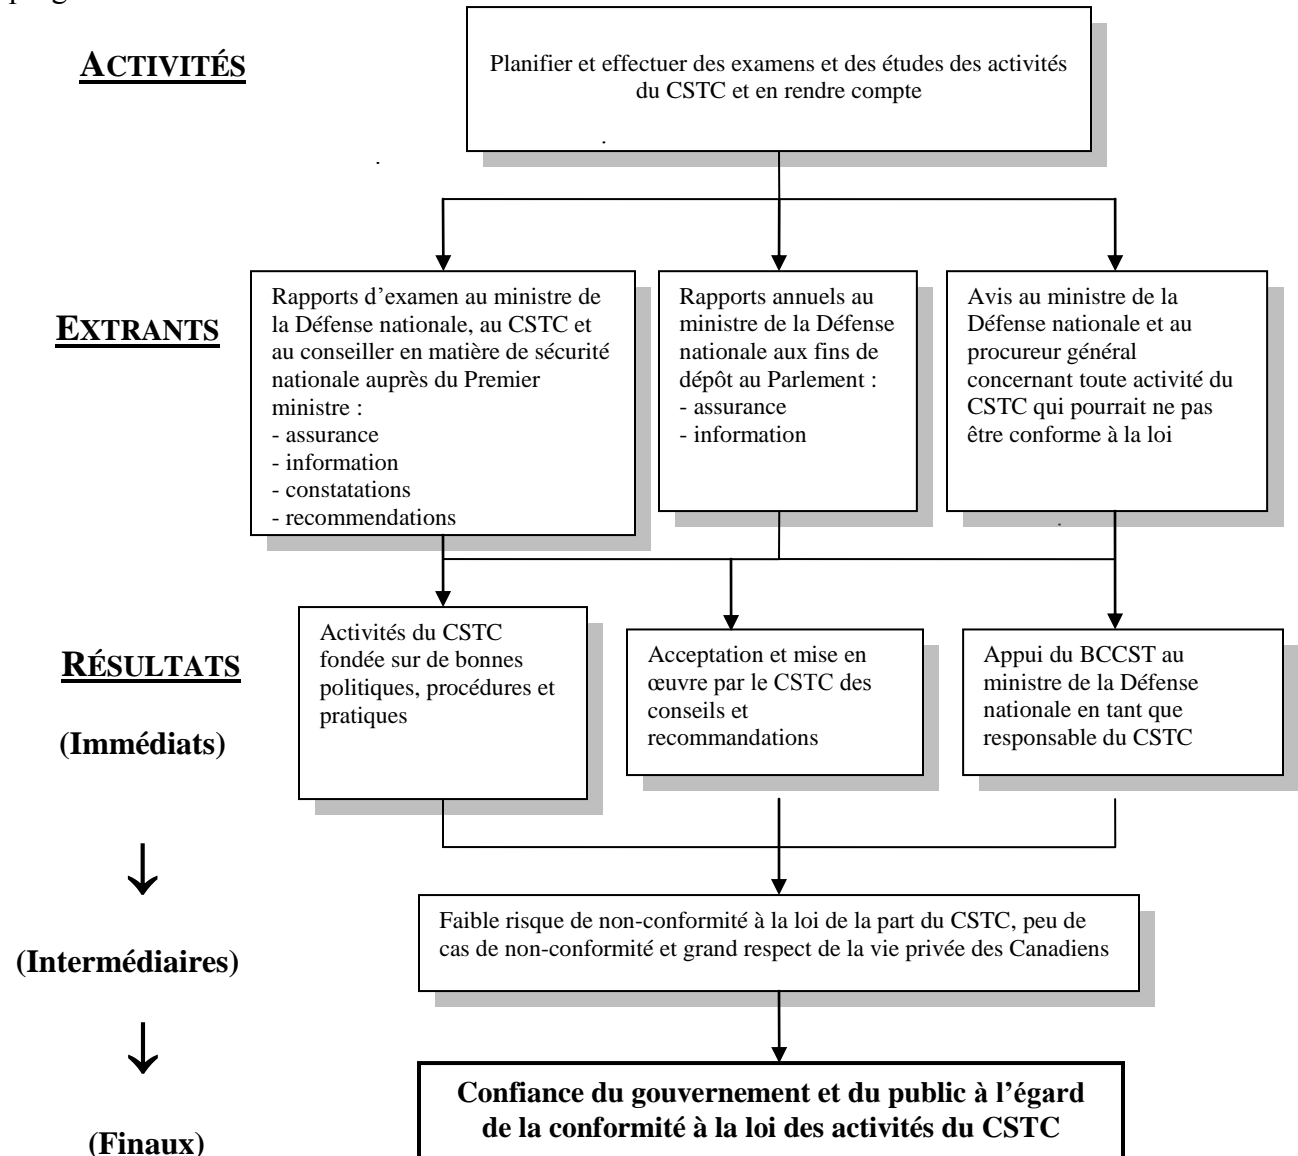 ACTIVITÉS
Planifier et effectuer des examens et des études des activités
du CSTC et en rendre compte
EXTRANTS
Rapports d’examen au ministre de
la Défense nationale, au CSTC et
au conseiller en matière de sécurité
nationale auprès du Premier
ministre :
- assurance
- information
- constatations
- recommendations
Rapports annuels au
ministre de la Défense
nationale aux fins de
dépôt au Parlement :
- assurance
- information
Avis au ministre de la
Défense nationale et au
procureur général
concernant toute activité du
CSTC qui pourrait ne pas
être conforme à la loi
RÉSULTATS
(Immédiats)
Activités du CSTC
fondée sur de bonnes
politiques, procédures et
pratiques
Acceptation et mise en
œuvre par le CSTC des
conseils et
recommandations
Appui du BCCST au
ministre de la Défense
nationale en tant que
responsable du CSTC
(Intermédiaires)
Faible risque de non-conformité à la loi de la part du CSTC, peu de
cas de non-conformité et grand respect de la vie privée des Canadiens
(Finaux)
Confiance du gouvernement et du public à l’égard
de la conformité à la loi des activités du CSTC